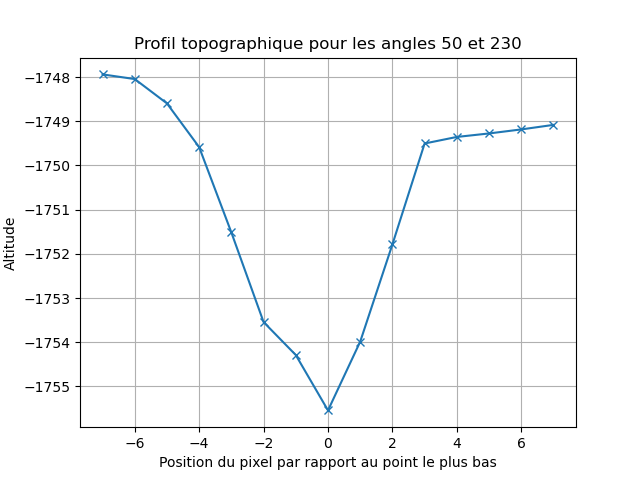 Profil topographique pour les angles 50 et 230
−1748
−1749
−1750
−1751
−1752
−1753
−1754
−1755
Altitude
−6 −4 −2 0 2 4 6
Position du pixel par rapport au point le plus bas